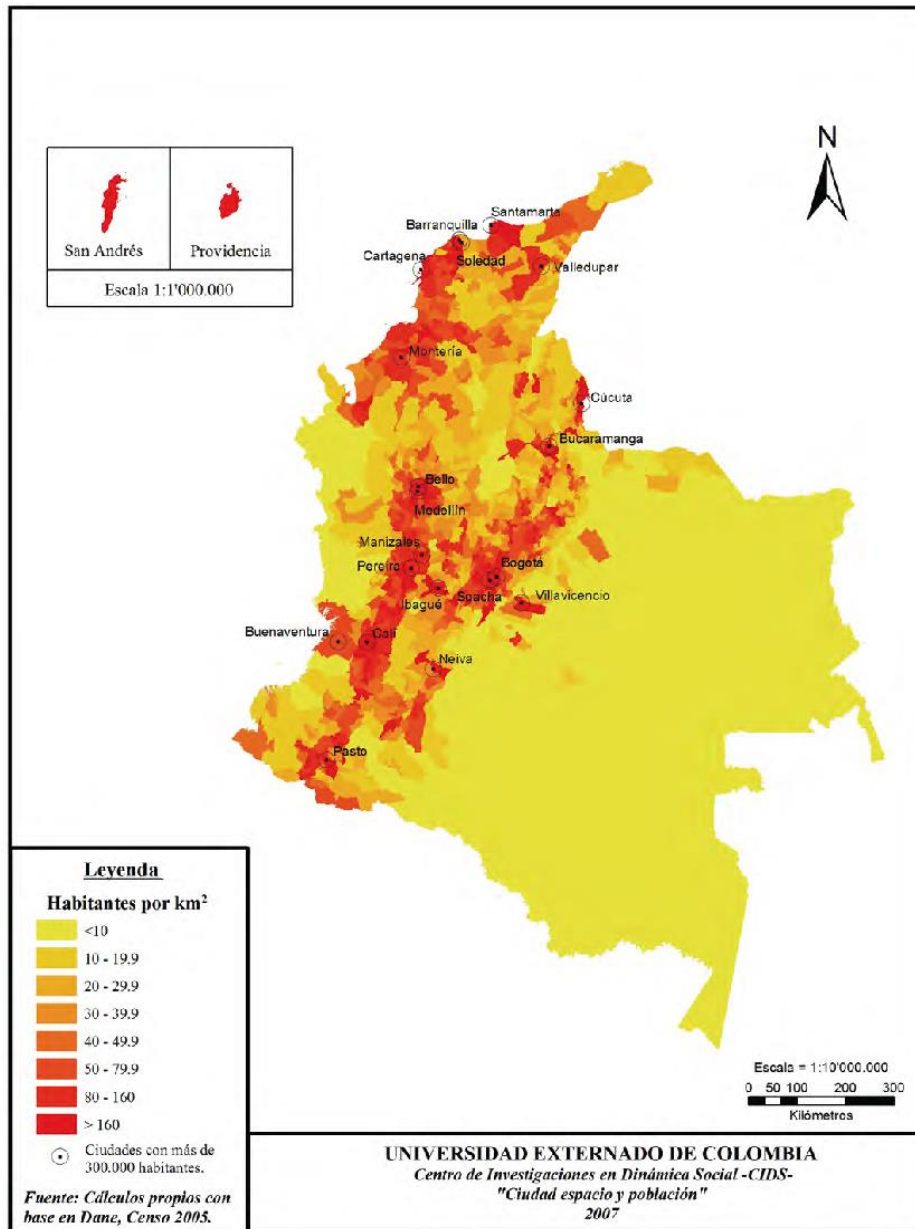 N
San Andrés
Providencia
Escala 1:1'000.000
Santamarta
Barranquilla
Soledad
Cartagena
Valledupar
Montería
Cúcuta
Bucaramanga
Bello
Medellín
Manizales
Pereira
Bogotá
Ibagué
Soacha
Villavicencio
Buenaventura
Cali
Neiva
Pasto
Leyenda
Habitantes por km²
<10
10 - 19.9
20 - 29.9
30 - 39.9
40 - 49.9
50 - 79.9
80 - 160
> 160
Ciudades con más de
300.000 habitantes.
Fuente: Cálculos propios con
base en Dane, Censo 2005.
Escala = 1:10'000.000
0 50 100 200 300
Kilómetros
UNIVERSIDAD EXTERNADO DE COLOMBIA
Centro de Investigaciones en Dinámica Social -CIDS-
"Ciudad espacio y población"
2007